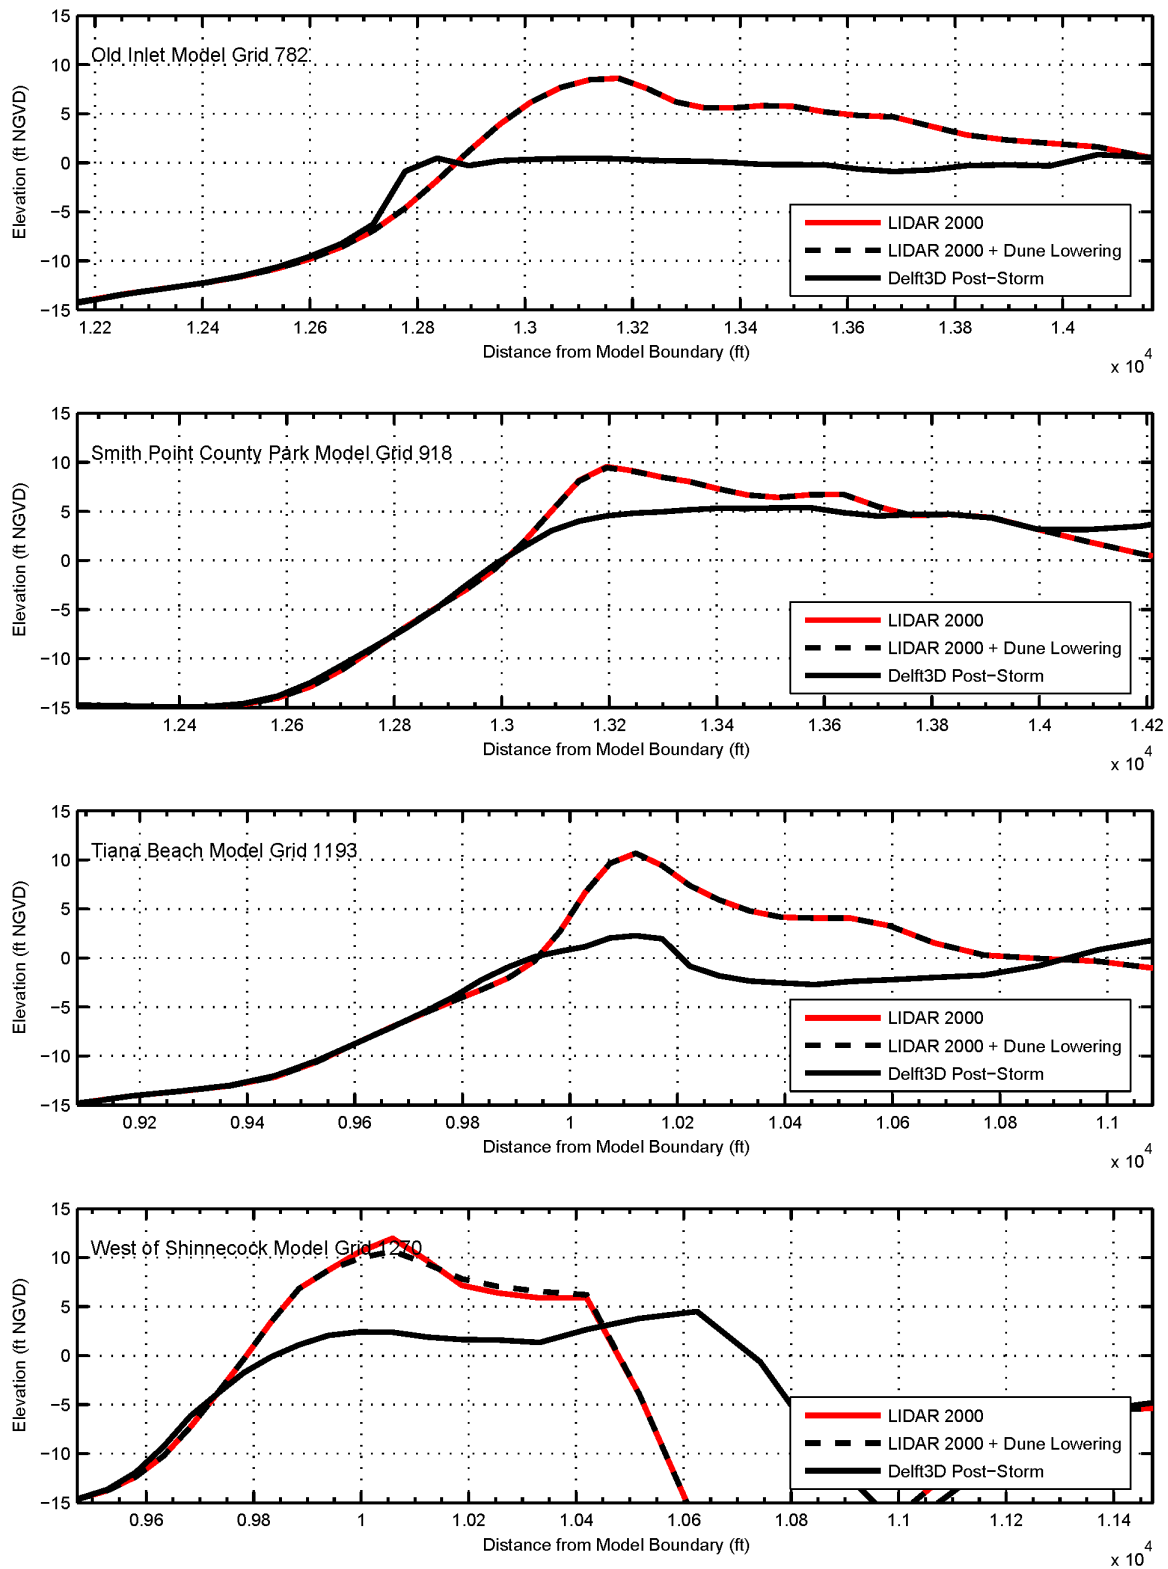 15
10
5
0
−5
−10
−15
Elevation (ft NGVD)
Old Inlet Model Grid 782
LIDAR 2000
LIDAR 2000 + Dune Lowering
Delft3D Post−Storm
1.22 1.24 1.26 1.28 1.3 1.32 1.34 1.36 1.38 1.4
Distance from Model Boundary (ft)
x 10^4
15
10
5
0
−5
−10
−15
Elevation (ft NGVD)
Smith Point County Park Model Grid 918
LIDAR 2000
LIDAR 2000 + Dune Lowering
Delft3D Post−Storm
1.24 1.26 1.28 1.3 1.32 1.34 1.36 1.38 1.4 1.42
Distance from Model Boundary (ft)
x 10^4
15
10
5
0
−5
−10
−15
Elevation (ft NGVD)
Tiana Beach Model Grid 1193
LIDAR 2000
LIDAR 2000 + Dune Lowering
Delft3D Post−Storm
0.92 0.94 0.96 0.98 1 1.02 1.04 1.06 1.08 1.1
Distance from Model Boundary (ft)
x 10^4
15
10
5
0
−5
−10
−15
Elevation (ft NGVD)
West of Shinnecock Model Grid 1270
LIDAR 2000
LIDAR 2000 + Dune Lowering
Delft3D Post−Storm
0.96 0.98 1 1.02 1.04 1.06 1.08 1.1 1.12 1.14
Distance from Model Boundary (ft)
x 10^4